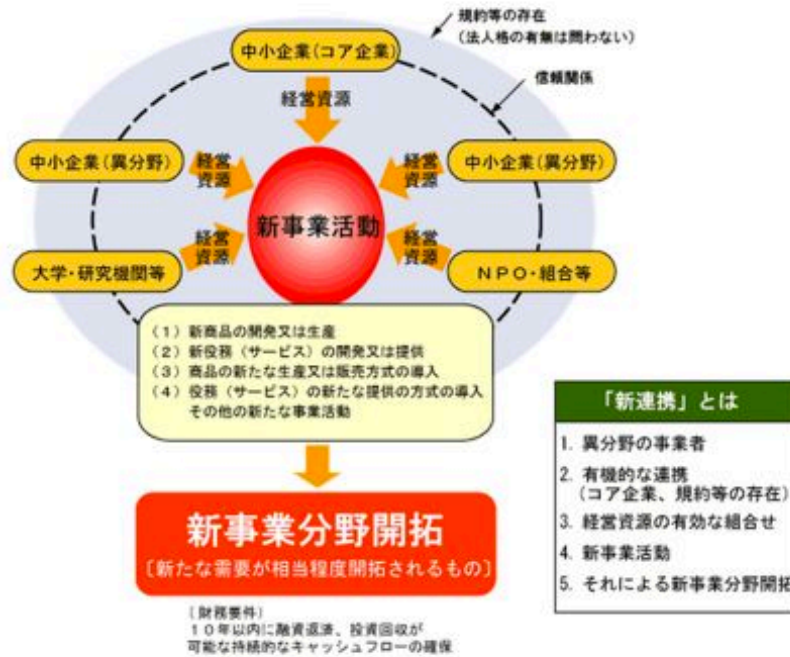 規約等の存在
(法人格の有無は問わない)
中小企業(コア企業)
信頼関係
経営資源
中小企業(異分野)
経営
資源
経営
資源
中小企業(異分野)
新事業活動
大学・研究機関等
経営
資源
経営
資源
NPO・組合等
(1)新商品の開発又は生産
(2)新役務(サービス)の開発又は提供
(3)商品の新たな生産又は販売方式の導入
(4)役務(サービス)の新たな提供の方式の導入
その他の新たな事業活動
新事業分野開拓
〔新たな需要が相当程度開拓されるもの〕
(財務要件)
10年以内に融資返済、投資回収が
可能な持続的なキャッシュフローの確保
「新連携」とは
1. 異分野の事業者
2. 有機的な連携
(コア企業、規約等の存在)
3. 経営資源の有効な組合せ
4. 新事業活動
5. それによる新事業分野開拓